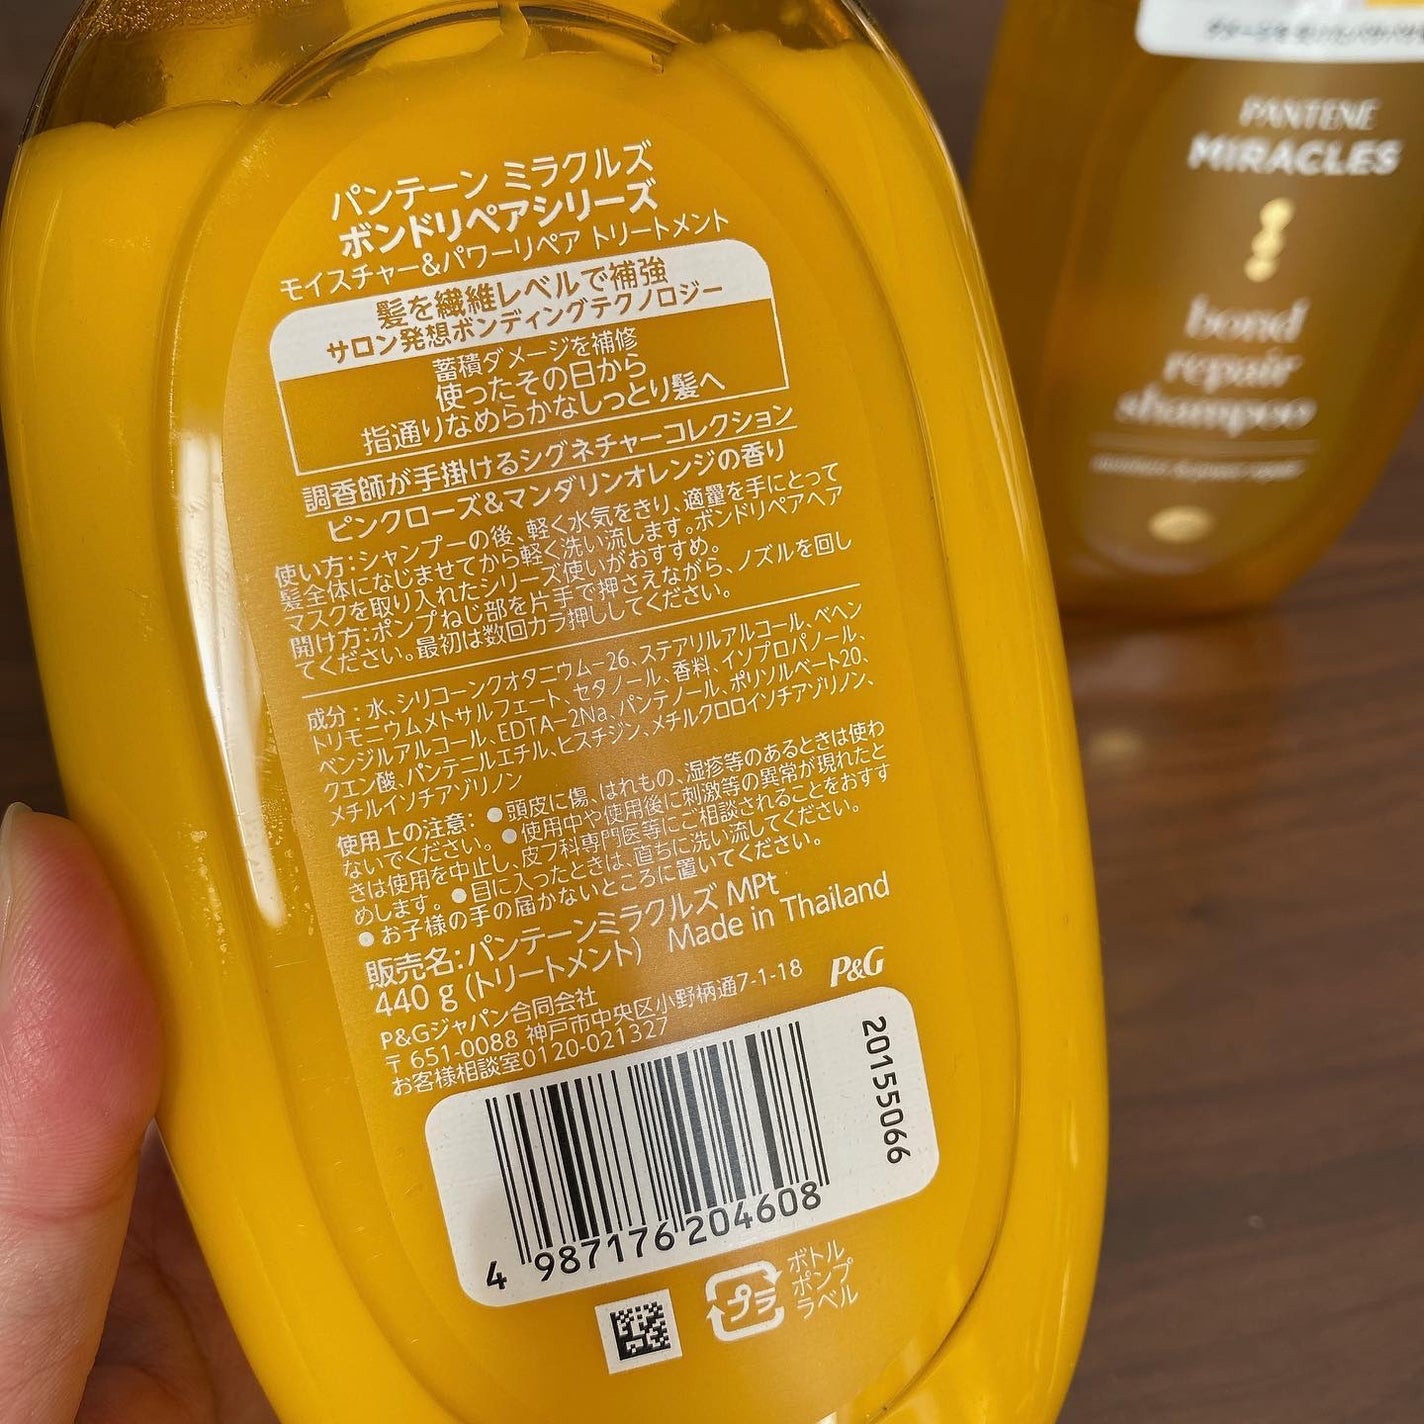 パンテーン ミラクルズ
ボンドリペアシリーズ
モイスチャー&パワーリペア トリートメント
髪を繊維レベルで補強
サロン発想ボンディングテクノロジー
蓄積ダメージを補修
使ったその日から
指通りなめらかなしっとり髪へ
調香師が手掛けるシグネチャーコレクション
ピンクローズ&マンダリンオレンジの香り
使い方：シャンプーの後、軽く水気をきり、適量を手にとって
髪全体になじませてから軽く洗い流します。ボンドリペアヘア
マスクを取り入れたシリーズ使いがおすすめ。
開け方：ポンプねじ部を片手で押さえながら、ノズルを回し
てください。最初は数回カラ押ししてください。
成分：水、シリコーンクオタニウム-26、ステアリルアルコール、ベヘン
トリモニウムメトサルフェート、セタノール、香料、イソプロパノール、
ベンジルアルコール、EDTA-2Na、パンテノール、ポリソルベート20、
クエン酸、パンテニルエチル、ヒスチジン、メチルクロロイソチアゾリノン、
メチルイソチアゾリノン
使用上の注意：●頭皮に傷、はれもの、湿疹等のあるときは使わ
ないでください。●使用中や使用後に刺激等の異常が現れたと
きは使用を中止し、皮フ科専門医等にご相談されることをおすす
めします。●目に入ったときは、直ちに洗い流してください。
●お子様の手の届かないところに置いてください。
販売名：パンテーンミラクルズ MPt
440 g (トリートメント) Made in Thailand
P&Gジャパン合同会社
〒651-0088 神戸市中央区小野柄通7-1-18 P&G
お客様相談室0120-021327
20155066
4 987176 204608
プラ
ボトル
ポンプ
ラベル
PANTENE
MIRACLES
bond
repair
shampoo